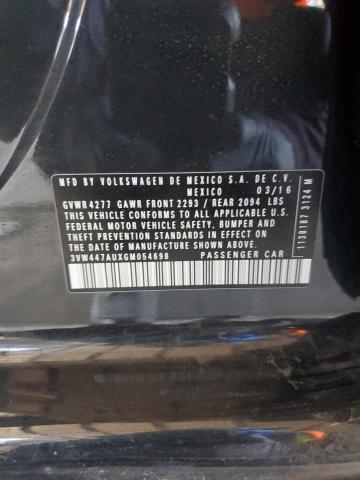 MFD BY VOLKSWAGEN DE MEXICO S.A. DE C.V.
MEXICO 03/16
GVWR 4277 GAWR FRONT 2293 / REAR 2094 LBS
THIS VEHICLE CONFORMS TO ALL APPLICABLE U.S.
FEDERAL MOTOR VEHICLE SAFETY, BUMPER AND
THEFT PREVENTION STANDARDS IN EFFECT ON THE
DATE OF MANUFACTURE SHOWN ABOVE.
3VW447AUXGM054698 PASSENGER CAR
1138187 3124 M